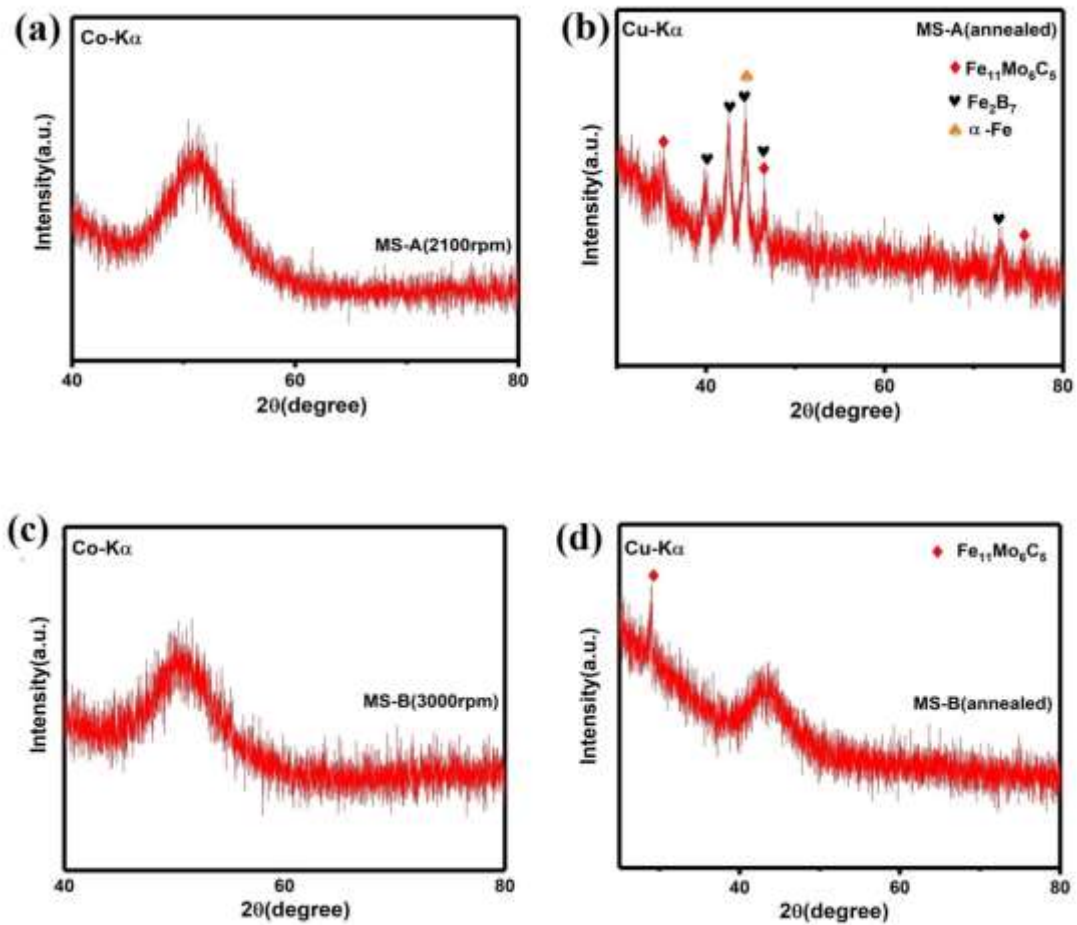 (a)
Co-Kα
MS-A(2100rpm)
Intensity(a.u.)
40 60 80
2θ(degree)
(b)
Cu-Kα MS-A(annealed)
Fe₁₁Mo₆C₅
Fe₂B₇
α -Fe
Intensity(a.u.)
40 60 80
2θ(degree)
(c)
Co-Kα
MS-B(3000rpm)
Intensity(a.u.)
40 60 80
2θ(degree)
(d)
Cu-Kα Fe₁₁Mo₆C₅
MS-B(annealed)
Intensity(a.u.)
40 60 80
2θ(degree)